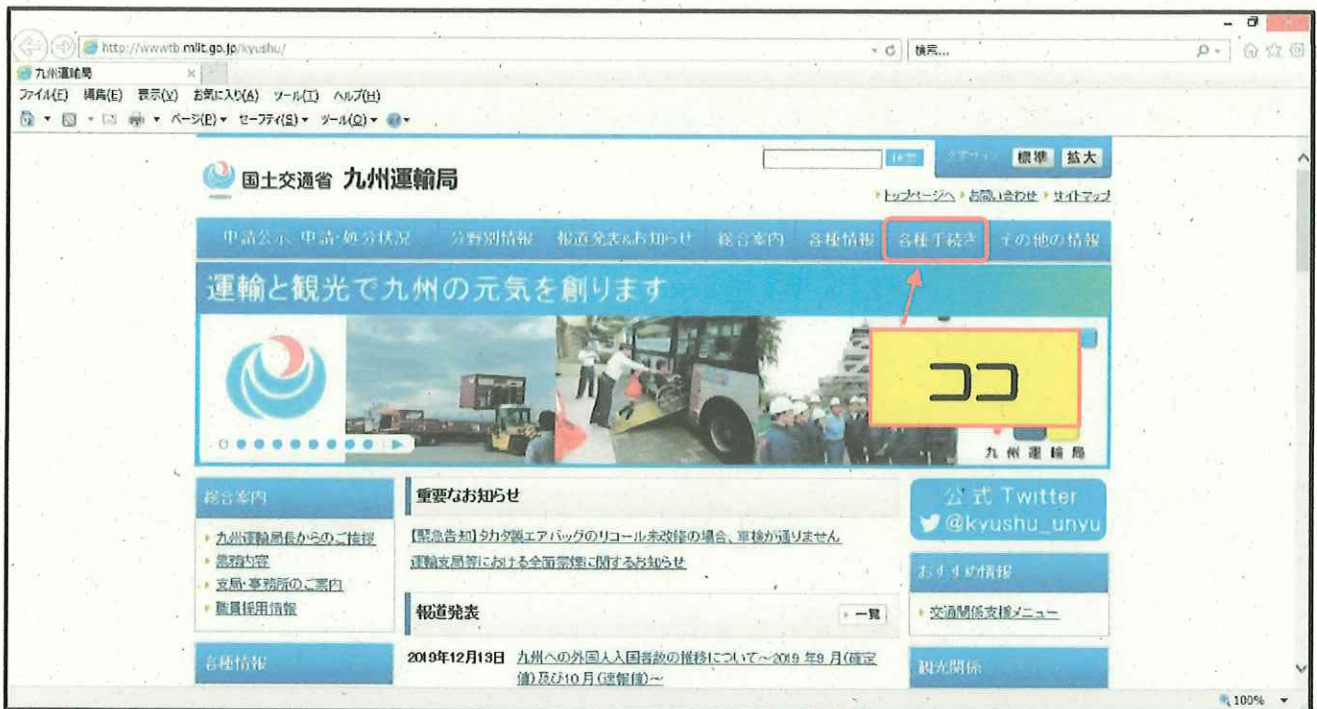 http://wwwtb.mlit.go.jp/kyushu/
検索...
九州運輸局
ファイル(F) 編集(E) 表示(V) お気に入り(A) ツール(T) ヘルプ(H)
ページ(P) セーフティ(S) ツール(O)
検索 文字サイズ 標準 拡大
国土交通省 九州運輸局
トップページへ お問い合わせ サイトマップ
申請公示、申請・処分状況 分野別情報 報道発表&お知らせ 総合案内 各種情報 各種手続き その他の情報
運輸と観光で九州の元気を創ります
ココ
九州運輸局
総合案内
九州運輸局長からのご挨拶
業務内容
支局・事務所のご案内
職員採用情報
各種情報
重要なお知らせ
【緊急告知】タカタ製エアバッグのリコール未改修の場合、車検が通りません
運輸支局等における全面禁煙に関するお知らせ
報道発表
一覧
2019年12月13日 九州への外国人入国者数の推移について~2019 年9 月(確定
値)及び10 月(速報値)~
公式 Twitter
@kyushu_unyu
おすすめ情報
交通関係支援メニュー
観光関係
100%